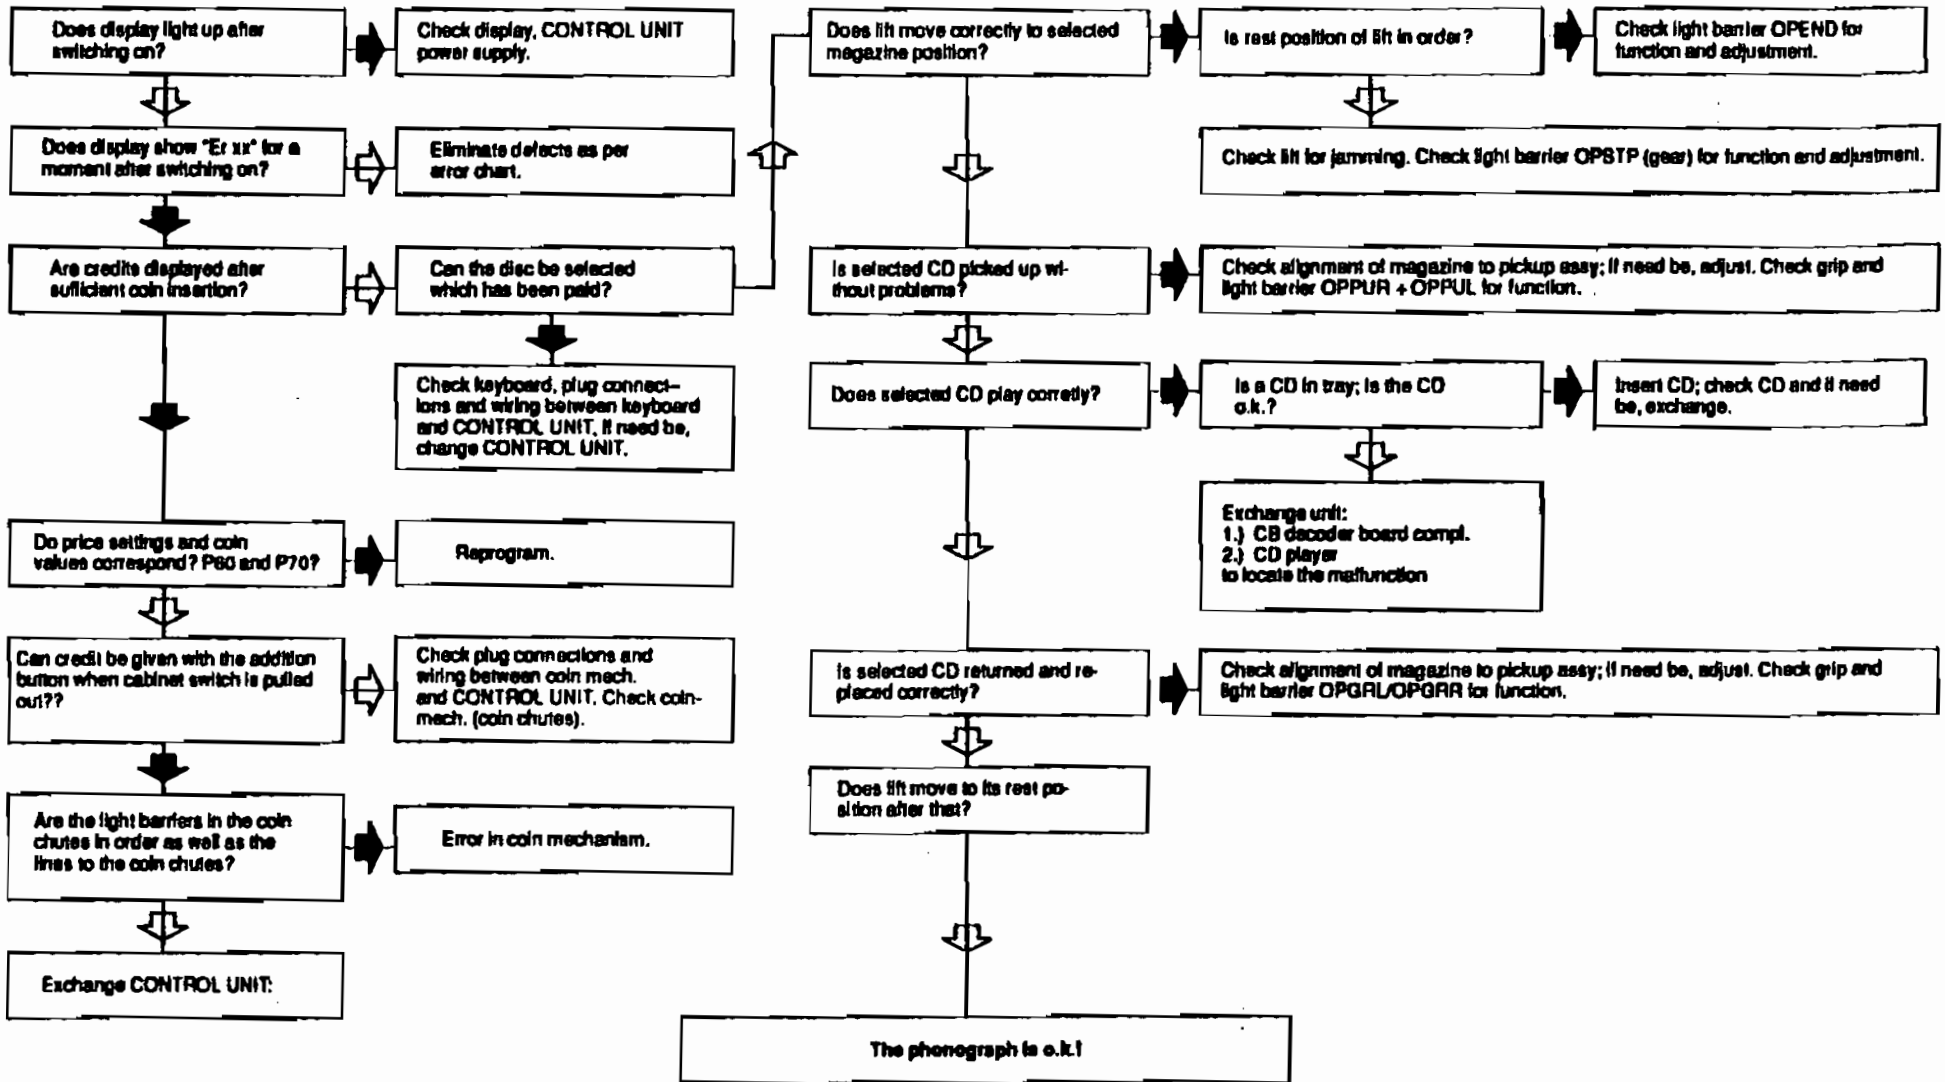 Does display light up after
switching on?
Check display, CONTROL UNIT
power supply.
Does display show "Er xx" for a
moment after switching on?
Eliminate defects as per
error chart.
Are credits displayed after
sufficient coin insertion?
Can the disc be selected
which has been paid?
Check keyboard, plug connect-
ions and wiring between keyboard
and CONTROL UNIT, if need be,
change CONTROL UNIT.
Do price settings and coin
values correspond? P60 and P70?
Reprogram.
Can credit be given with the addition
button when cabinet switch is pulled
out??
Check plug connections and
wiring between coin mech.
and CONTROL UNIT. Check coin-
mech. (coin chutes).
Are the light barriers in the coin
chutes in order as well as the
lines to the coin chutes?
Error in coin mechanism.
Exchange CONTROL UNIT:
Does lift move correctly to selected
magazine position?
Is rest position of lift in order?
Check light barrier OPEND for
function and adjustment.
Check lift for jamming. Check light barrier OPSTP (gear) for function and adjustment.
Is selected CD picked up wi-
thout problems?
Check alignment of magazine to pickup assy; if need be, adjust. Check grip and
light barrier OPPUR + OPPUL for function.
Does selected CD play corretly?
Is a CD in tray; is the CD
o.k.?
Insert CD; check CD and if need
be, exchange.
Exchange unit:
1.) CB decoder board compl.
2.) CD player
to locate the malfunction
Is selected CD returned and re-
placed correctly?
Check alignment of magazine to pickup assy; if need be, adjust. Check grip and
light barrier OPGRL/OPGRR for function.
Does lift move to its rest po-
sition after that?
The phonograph is o.k.!